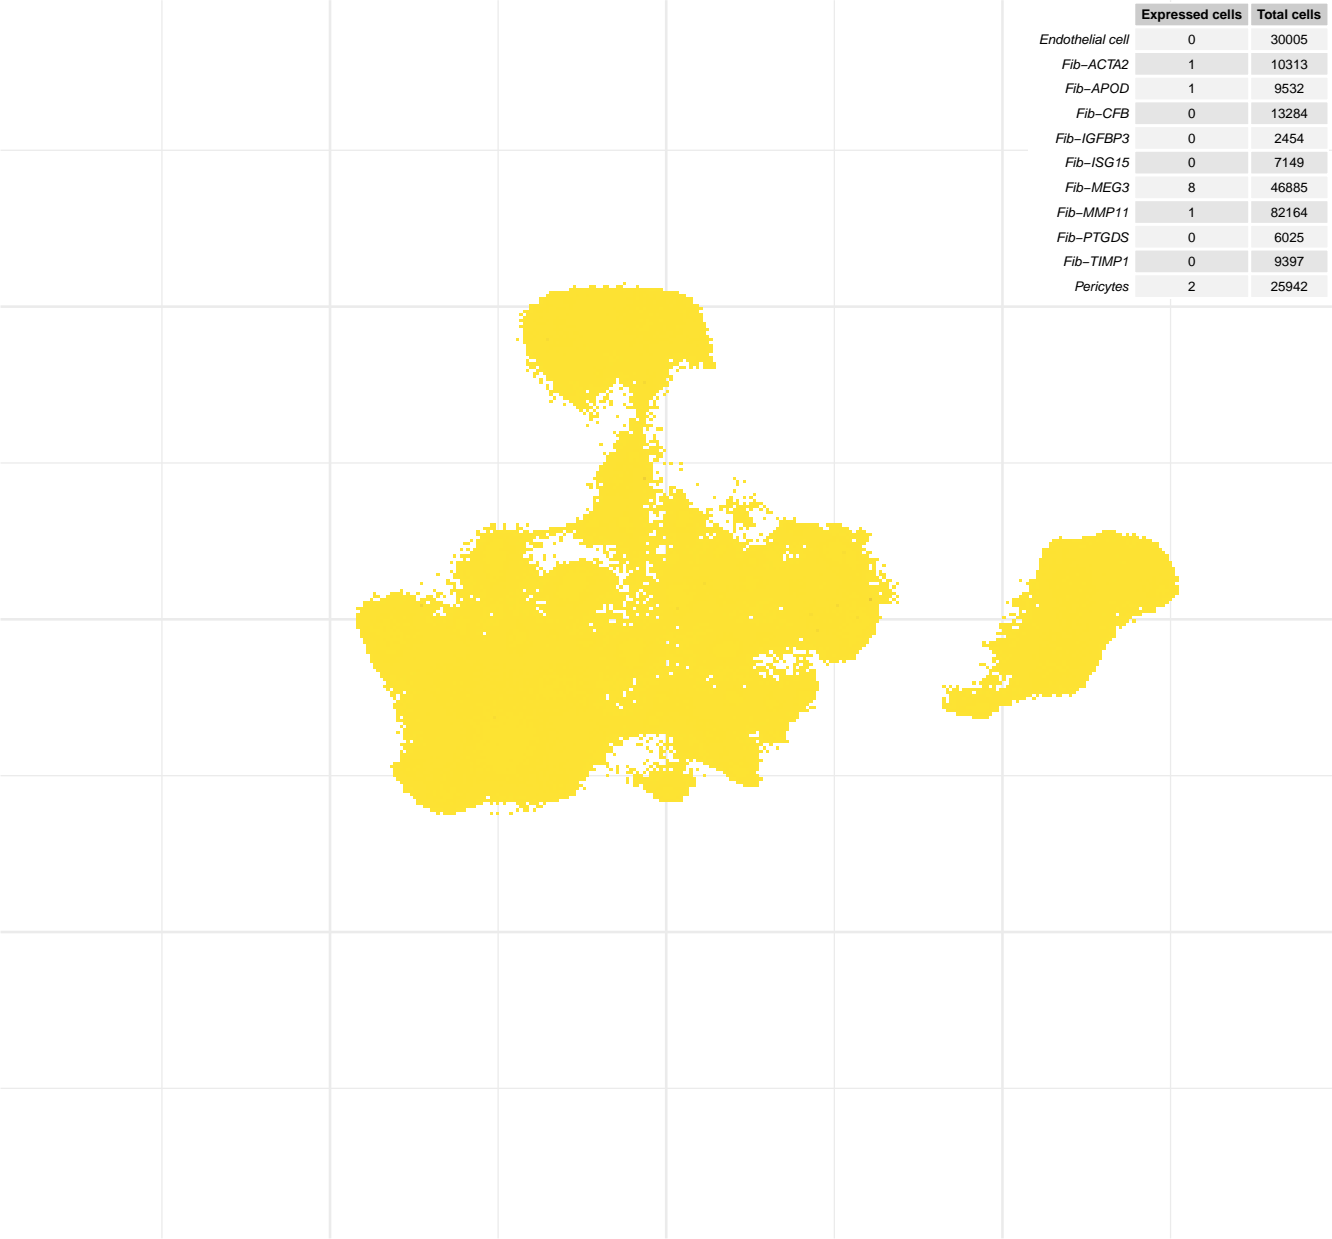 Expressed cells Total cells
Endothelial cell 0 30005
Fib−ACTA2 1 10313
Fib−APOD 1 9532
Fib−CFB 0 13284
Fib−IGFBP3 0 2454
Fib−ISG15 0 7149
Fib−MEG3 8 46885
Fib−MMP11 1 82164
Fib−PTGDS 0 6025
Fib−TIMP1 0 9397
Pericytes 2 25942